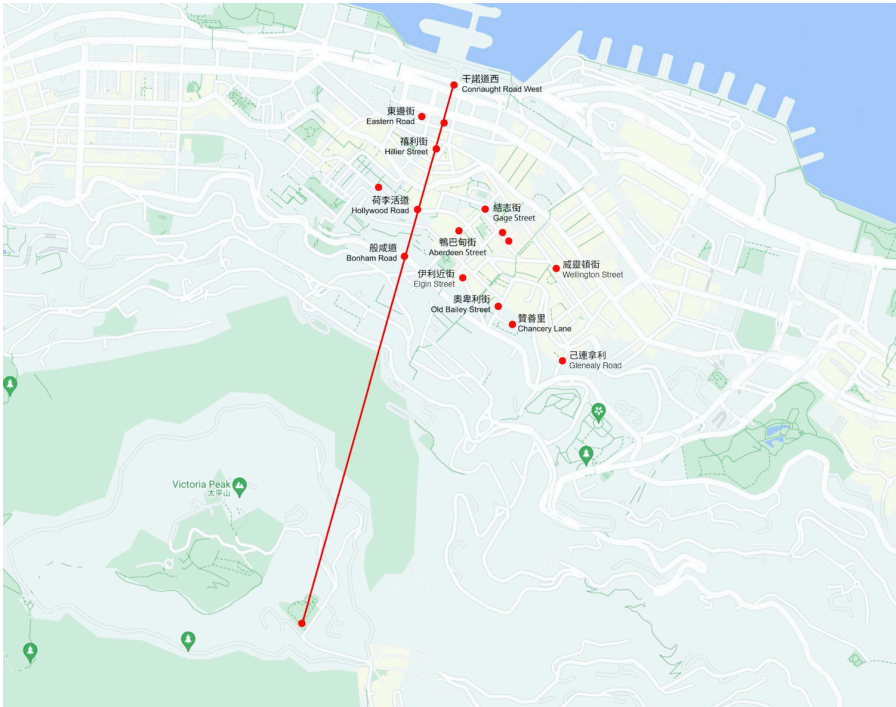 干諾道西
Connaught Road West
東邊街
Eastern Road
禧利街
Hillier Street
荷李活道
Hollywood Road
結志街
Gage Street
鴨巴甸街
Aberdeen Street
般咸道
Bonham Road
伊利近街
Elgin Street
威靈頓街
Wellington Street
奧卑利街
Old Bailey Street
贊善里
Chancery Lane
己連拿利
Glenealy Road
Victoria Peak
太平山